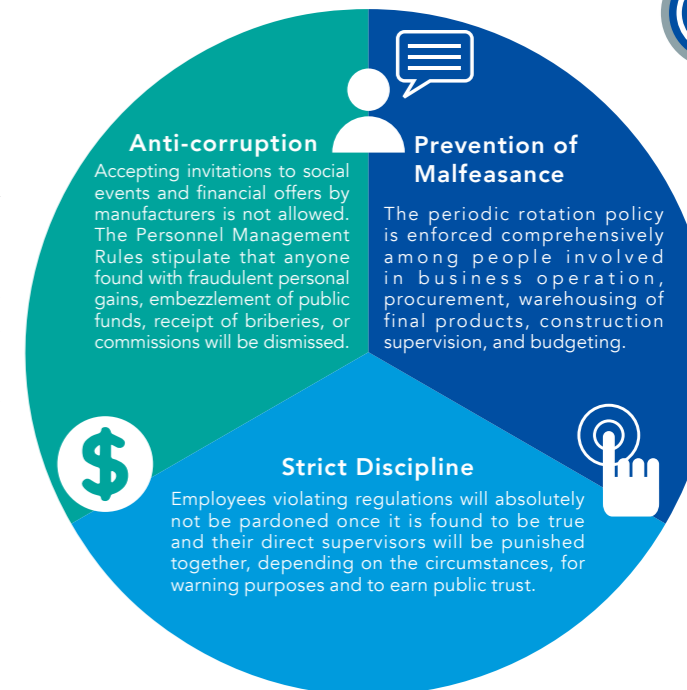 Anti-corruption
Accepting invitations to social
events and financial offers by
manufacturers is not allowed.
The Personnel Management
Rules stipulate that anyone
found with fraudulent personal
gains, embezzlement of public
funds, receipt of briberies, or
commissions will be dismissed.
Prevention of
Malfeasance
The periodic rotation policy
is enforced comprehensively
among people involved
in business operation,
procurement, warehousing of
final products, construction
supervision, and budgeting.
$
Strict Discipline
Employees violating regulations will absolutely
not be pardoned once it is found to be true
and their direct supervisors will be punished
together, depending on the circumstances, for
warning purposes and to earn public trust.